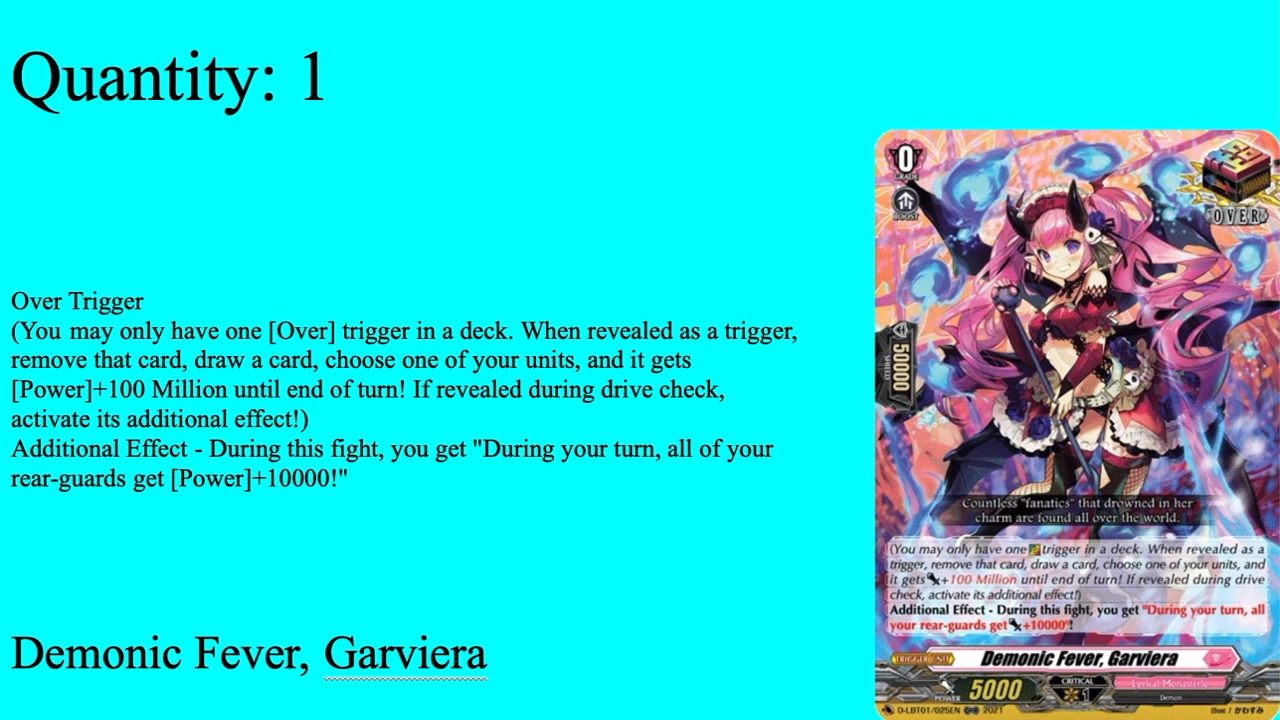 Quantity: 1
Over Trigger
(You may only have one [Over] trigger in a deck. When revealed as a trigger,
remove that card, draw a card, choose one of your units, and it gets
[Power]+100 Million until end of turn! If revealed during drive check,
activate its additional effect!)
Additional Effect - During this fight, you get "During your turn, all of your
rear-guards get [Power]+10000!"
Demonic Fever, Garviera
0
GRADE
BOOST
OVER
SHIELD 50000
Countless "fanatics" that drowned in her
charm are found all over the world.
(You may only have one trigger in a deck. When revealed as a
trigger, remove that card, draw a card, choose one of your units, and
it gets +100 Million until end of turn! If revealed during drive
check, activate its additional effect!)
Additional Effect - During this fight, you get "During your turn, all
your rear-guards get +10000"!
TRIGGER UNIT
Demonic Fever, Garviera
POWER 5000
CRITICAL
1
Lyrical Monasterio
Demon
D-LBT01/025EN
2021
Illust / かわすみ